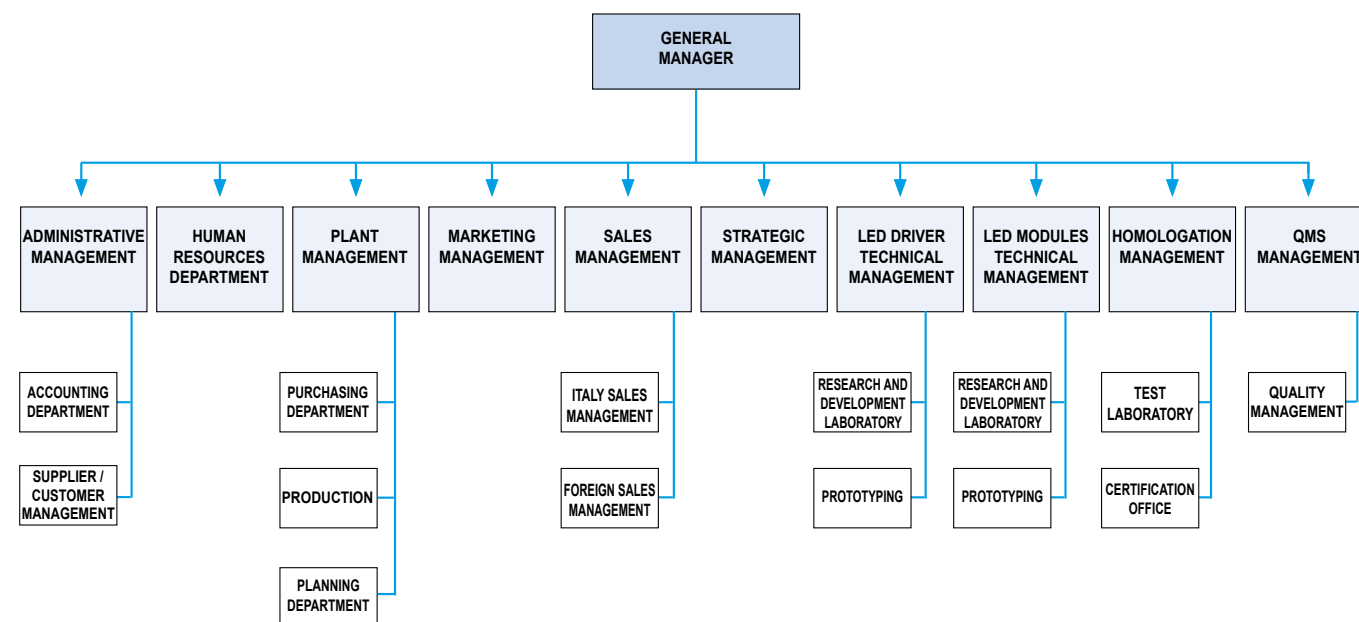 GENERAL
MANAGER
ADMINISTRATIVE
MANAGEMENT
HUMAN
RESOURCES
DEPARTMENT
PLANT
MANAGEMENT
MARKETING
MANAGEMENT
SALES
MANAGEMENT
STRATEGIC
MANAGEMENT
LED DRIVER
TECHNICAL
MANAGEMENT
LED MODULES
TECHNICAL
MANAGEMENT
HOMOLOGATION
MANAGEMENT
QMS
MANAGEMENT
ACCOUNTING
DEPARTMENT
PURCHASING
DEPARTMENT
ITALY SALES
MANAGEMENT
RESEARCH AND
DEVELOPMENT
LABORATORY
RESEARCH AND
DEVELOPMENT
LABORATORY
TEST
LABORATORY
QUALITY
MANAGEMENT
SUPPLIER /
CUSTOMER
MANAGEMENT
PRODUCTION
FOREIGN SALES
MANAGEMENT
PROTOTYPING
PROTOTYPING
CERTIFICATION
OFFICE
PLANNING
DEPARTMENT